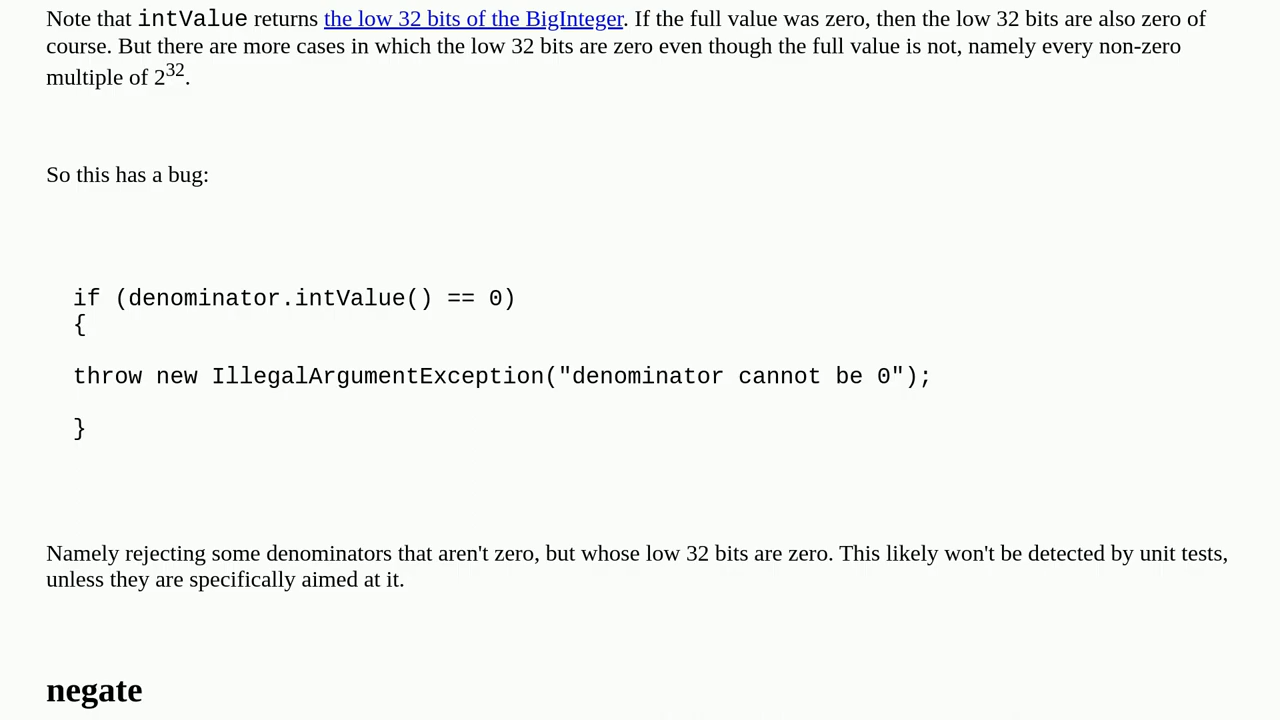 Note that intValue returns the low 32 bits of the BigInteger. If the full value was zero, then the low 32 bits are also zero of
course. But there are more cases in which the low 32 bits are zero even though the full value is not, namely every non-zero
multiple of 2³².
So this has a bug:
if (denominator.intValue() == 0)
{
throw new IllegalArgumentException("denominator cannot be 0");
}
Namely rejecting some denominators that aren't zero, but whose low 32 bits are zero. This likely won't be detected by unit tests,
unless they are specifically aimed at it.
negate